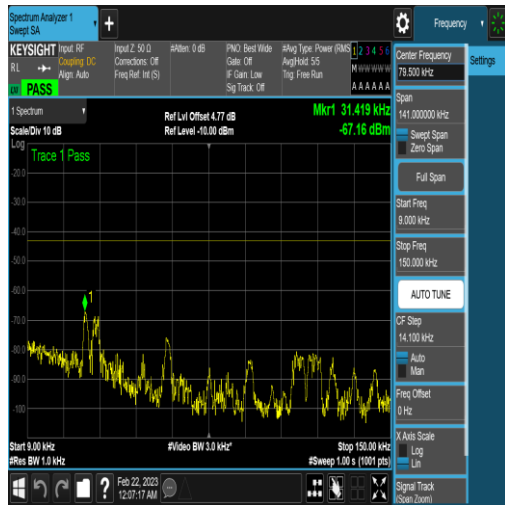 Spectrum Analyzer 1
Swept SA
Frequency
KEYSIGHT
RL
PASS
Input: RF
Coupling: DC
Align: Auto
Input Z: 50 Ω
Corrections: Off
Freq Ref: Int (S)
#Atten: 0 dB
PNO: Best Wide
Gate: Off
IF Gain: Low
Sig Track: Off
#Avg Type: Power (RMS)
Avg|Hold: 5/5
Trig: Free Run
1 2 3 4 5 6
M W W W W W
A A A A A A
1 Spectrum
Scale/Div 10 dB
Log
Ref Lvl Offset 4.77 dB
Ref Level -10.00 dBm
Mkr1 31.419 kHz
-67.16 dBm
Trace 1 Pass
-20.0
-30.0
-40.0
-50.0
-60.0
-70.0
-80.0
-90.0
-100
1
Start 9.00 kHz
#Res BW 1.0 kHz
#Video BW 3.0 kHz*
Stop 150.00 kHz
#Sweep 1.00 s (1001 pts)
?
Feb 22, 2023
12:07:17 AM
Center Frequency
79.500 kHz
Span
141.000000 kHz
Swept Span
Zero Span
Full Span
Start Freq
9.000 kHz
Stop Freq
150.000 kHz
AUTO TUNE
CF Step
14.100 kHz
Auto
Man
Freq Offset
0 Hz
X Axis Scale
Log
Lin
Signal Track
(Span Zoom)
Settings